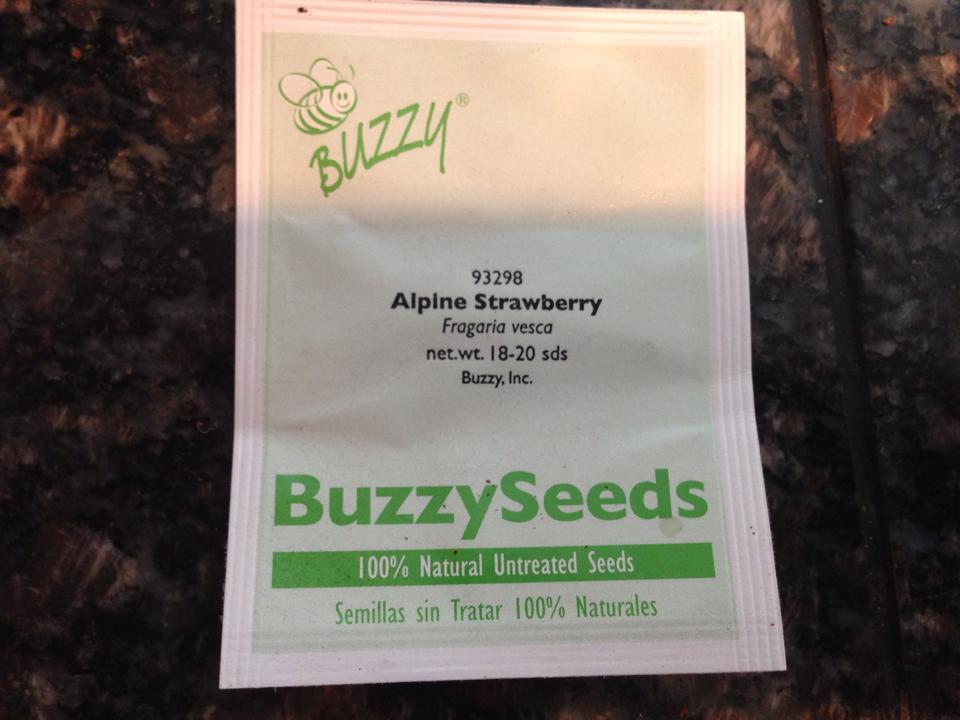 BUZZY®
93298
Alpine Strawberry
Fragaria vesca
net.wt. 18-20 sds
Buzzy, Inc.
BuzzySeeds
100% Natural Untreated Seeds
Semillas sin Tratar 100% Naturales